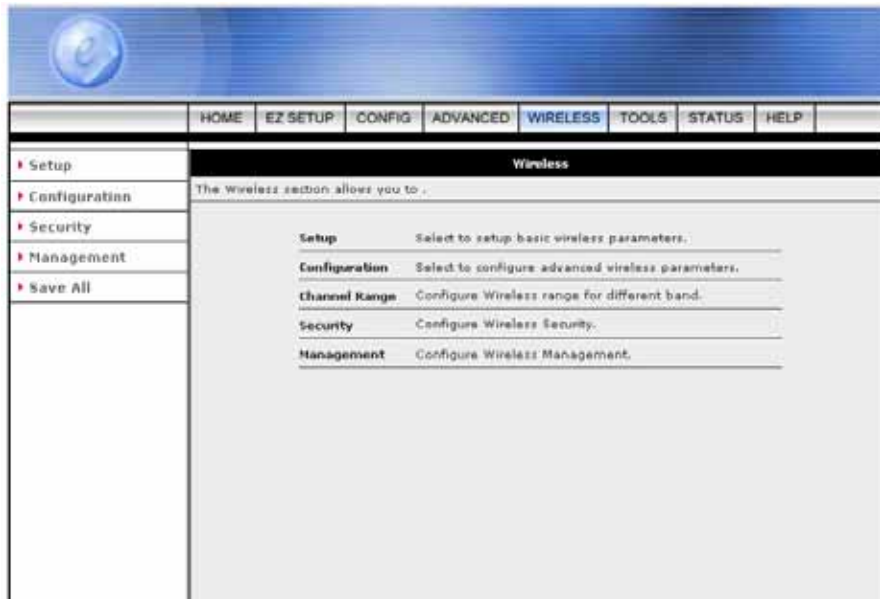 HOME EZ SETUP CONFIG ADVANCED WIRELESS TOOLS STATUS HELP
Setup
Configuration
Security
Management
Save All
Wireless
The Wireless section allows you to .
Setup Select to setup basic wireless parameters.
Configuration Select to configure advanced wireless parameters.
Channel Range Configure Wireless range for different band.
Security Configure Wireless Security.
Management Configure Wireless Management.